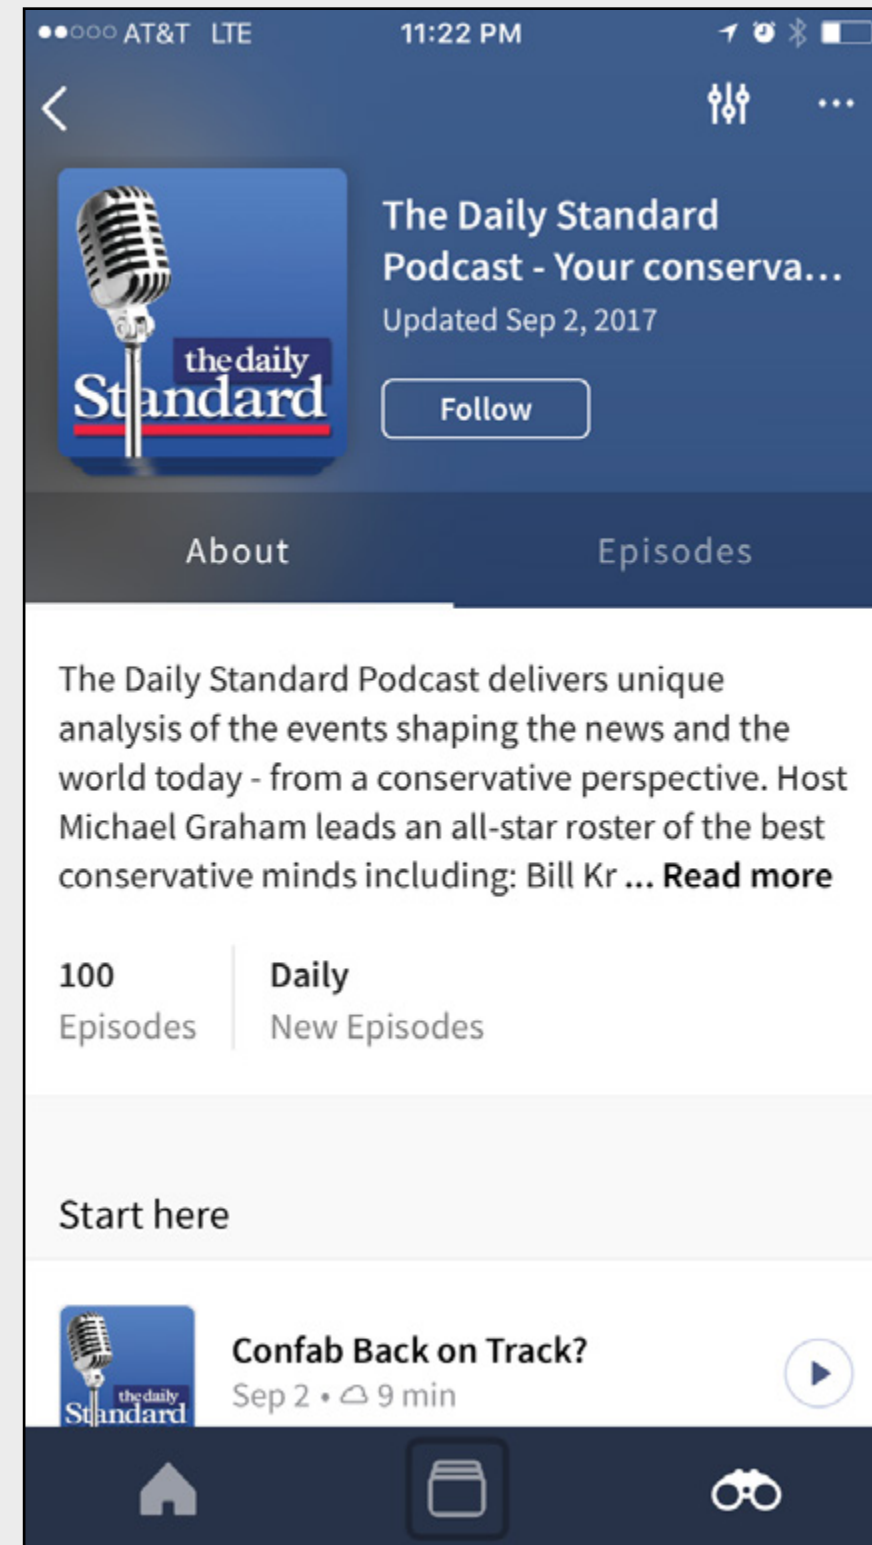 AT&T LTE 11:22 PM
the daily
Standard
The Daily Standard
Podcast - Your conserva...
Updated Sep 2, 2017
Follow
About Episodes
The Daily Standard Podcast delivers unique
analysis of the events shaping the news and the
world today - from a conservative perspective. Host
Michael Graham leads an all-star roster of the best
conservative minds including: Bill Kr ... Read more
100 Daily
Episodes New Episodes
Start here
the daily
Standard
Confab Back on Track?
Sep 2 • 9 min